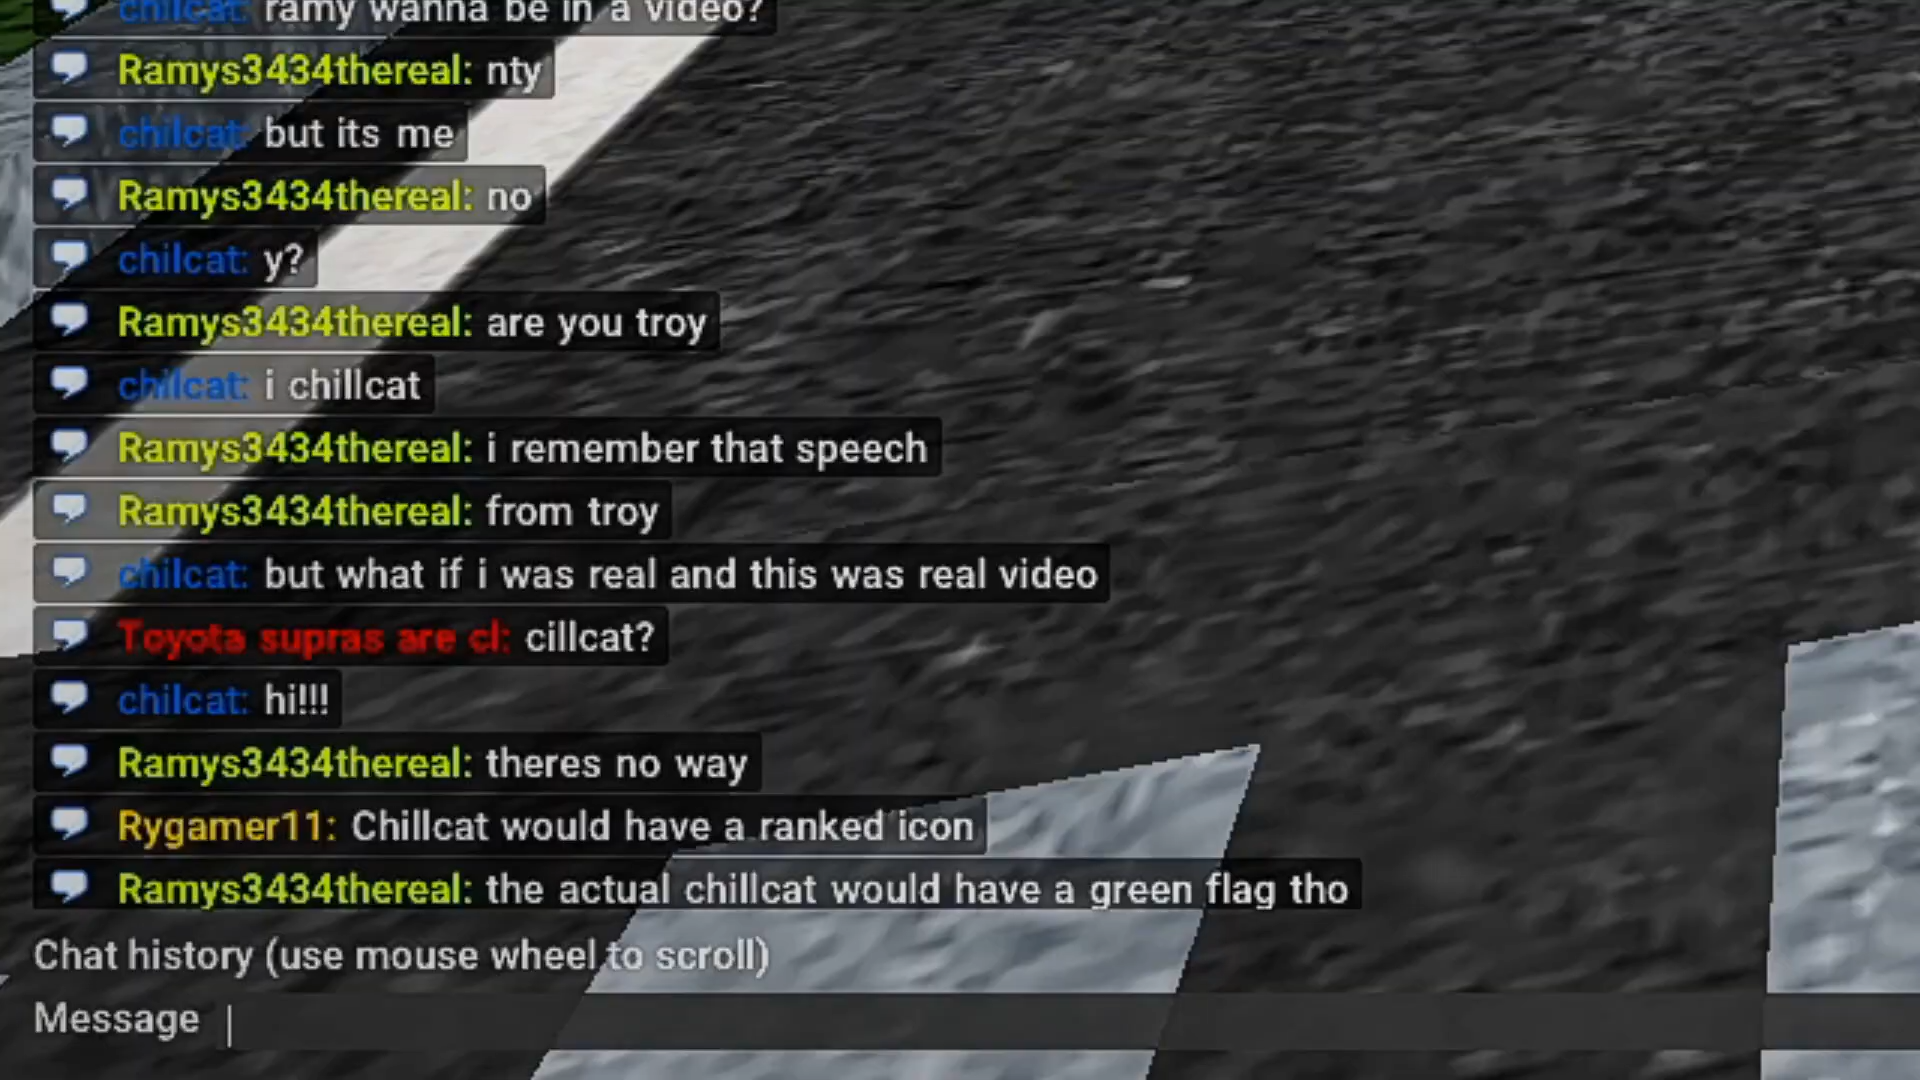 chilcat: ramy wanna be in a video?
Ramys3434thereal: nty
chilcat: but its me
Ramys3434thereal: no
chilcat: y?
Ramys3434thereal: are you troy
chilcat: i chillcat
Ramys3434thereal: i remember that speech
Ramys3434thereal: from troy
chilcat: but what if i was real and this was real video
Toyota supras are cl: cillcat?
chilcat: hi!!!
Ramys3434thereal: theres no way
Rygamer11: Chillcat would have a ranked icon
Ramys3434thereal: the actual chillcat would have a green flag tho
Chat history (use mouse wheel to scroll)
Message